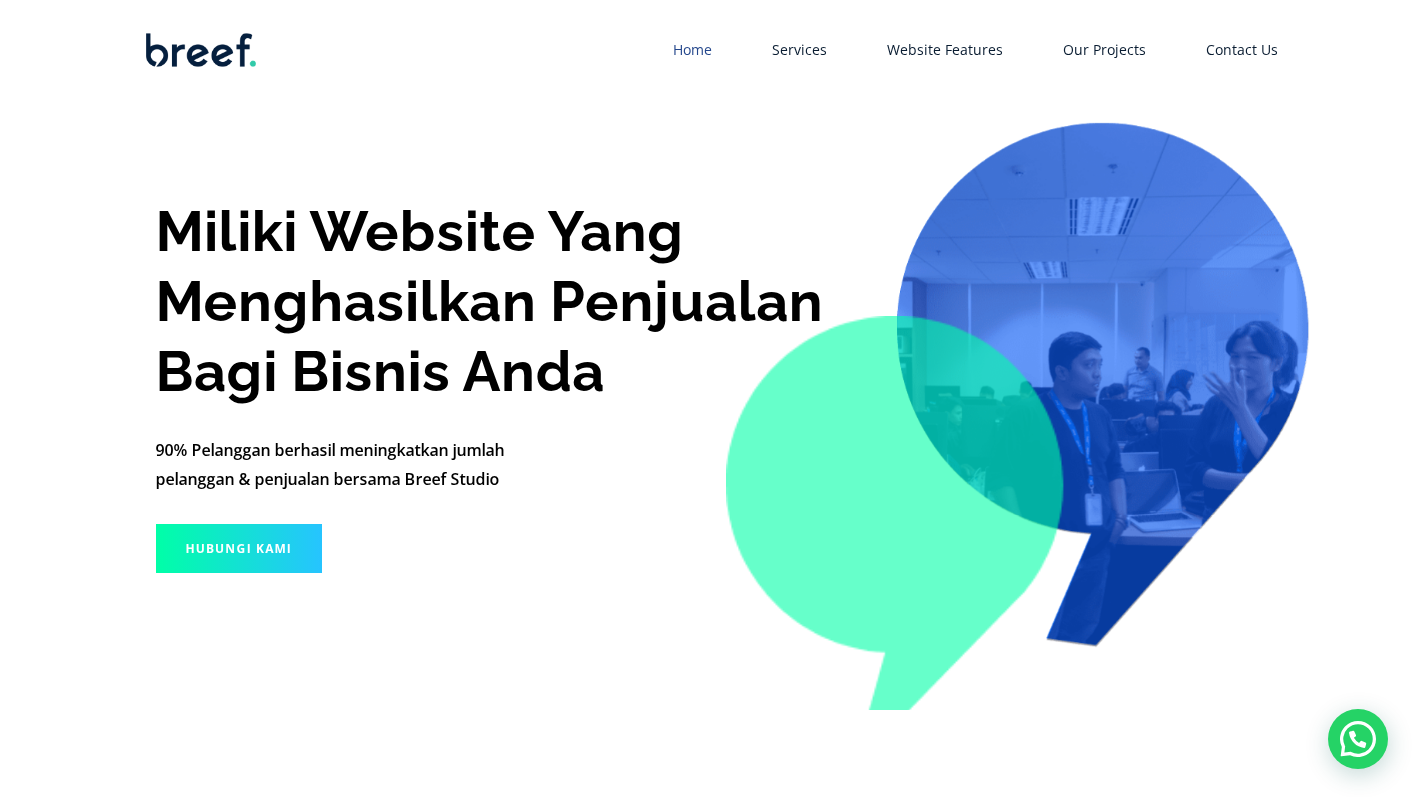 breef.
Home
Services
Website Features
Our Projects
Contact Us
Miliki Website Yang
Menghasilkan Penjualan
Bagi Bisnis Anda
90% Pelanggan berhasil meningkatkan jumlah
pelanggan & penjualan bersama Breef Studio
HUBUNGI KAMI